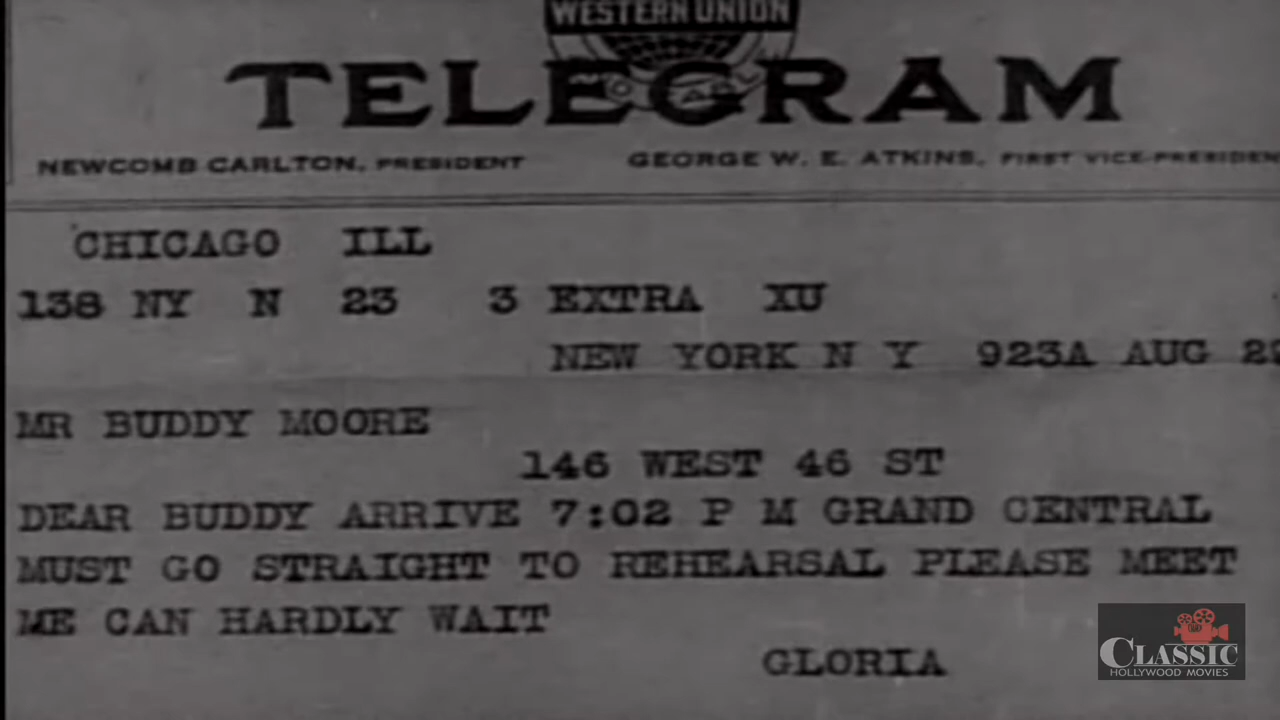 WESTERN UNION
TELEGRAM
NEWCOMB CARLTON, PRESIDENT GEORGE W. E. ATKINS, FIRST VICE-PRESIDEN
CHICAGO ILL
138 NY N 23 3 EXTRA XU
NEW YORK N Y 923A AUG
MR BUDDY MOORE
146 WEST 46 ST
DEAR BUDDY ARRIVE 7:02 P M GRAND CENTRAL
MUST GO STRAIGHT TO REHEARSAL PLEASE MEET
ME CAN HARDLY WAIT
GLORIA
CLASSIC
HOLLYWOOD MOVIES